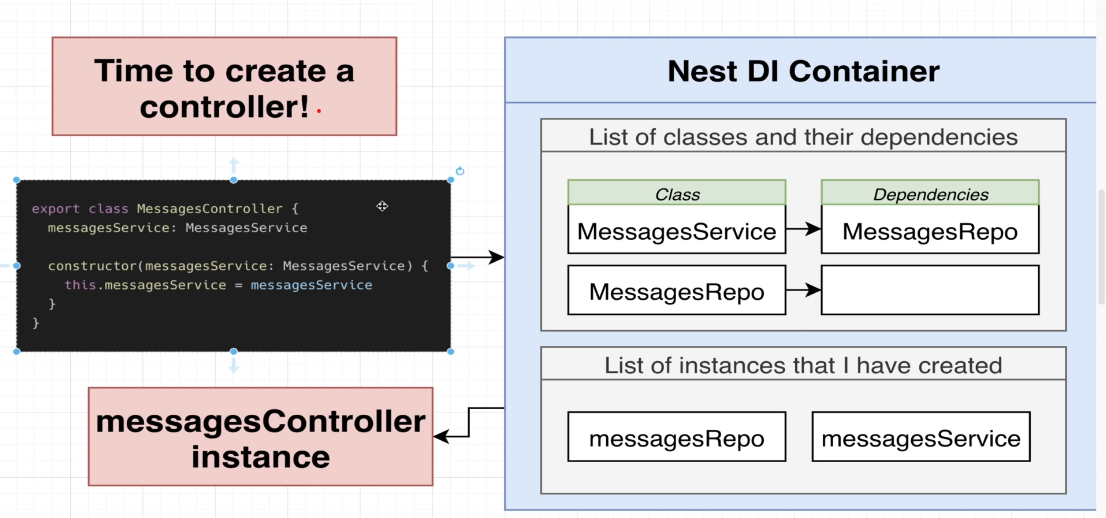 Time to create a
controller!
export class MessagesController {
messagesService: MessagesService
constructor(messagesService: MessagesService) {
this.messagesService = messagesService
}
}
messagesController
instance
Nest DI Container
List of classes and their dependencies
Class
Dependencies
MessagesService
MessagesRepo
MessagesRepo
List of instances that I have created
messagesRepo
messagesService